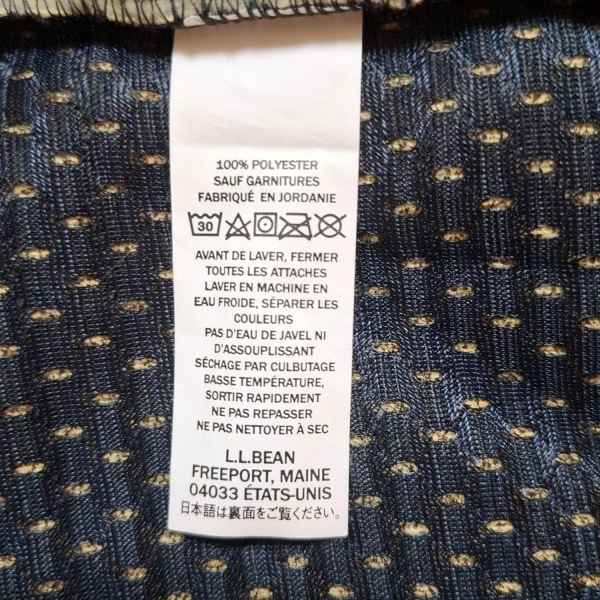 100% POLYESTER
SAUF GARNITURES
FABRIQUÉ EN JORDANIE
30
AVANT DE LAVER, FERMER
TOUTES LES ATTACHES
LAVER EN MACHINE EN
EAU FROIDE, SÉPARER LES
COULEURS
PAS D'EAU DE JAVEL NI
D'ASSOUPLISSANT
SÉCHAGE PAR CULBUTAGE
BASSE TEMPÉRATURE,
SORTIR RAPIDEMENT
NE PAS REPASSER
NE PAS NETTOYER À SEC
L.L.BEAN
FREEPORT, MAINE
04033 ÉTATS-UNIS
日本語は裏面をご覧ください。